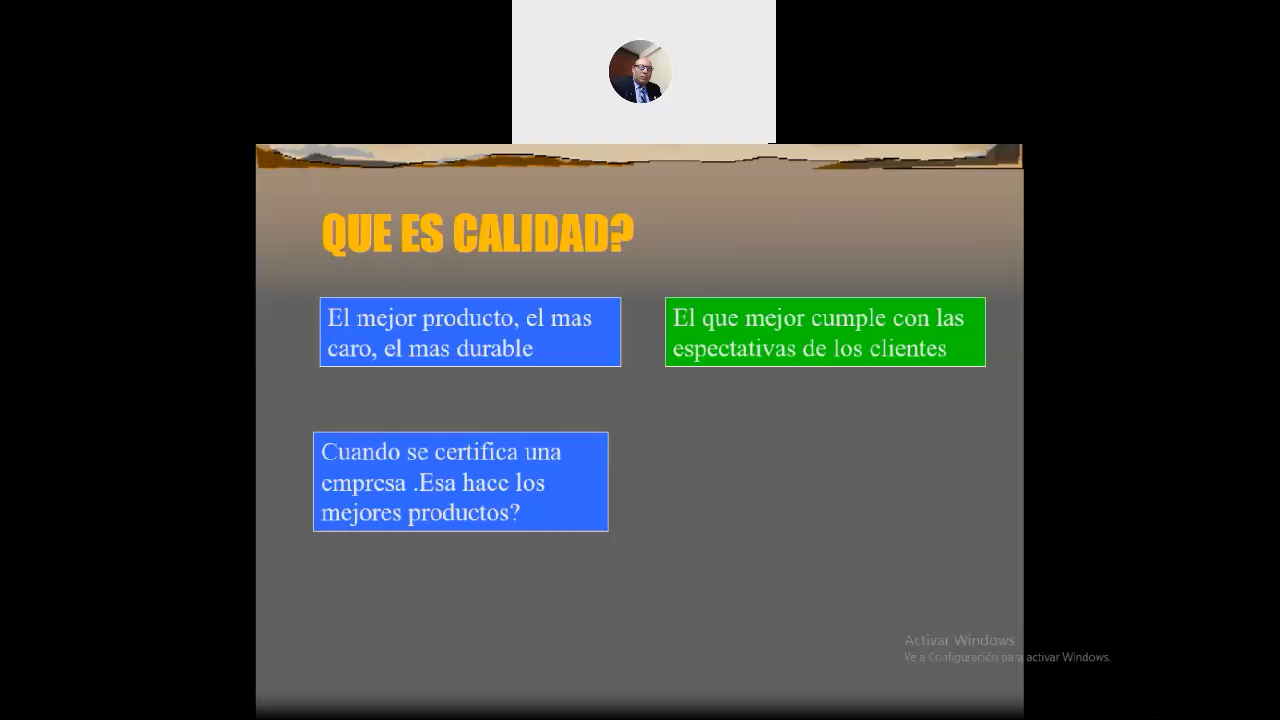 QUE ES CALIDAD?
El mejor producto, el mas
caro, el mas durable
El que mejor cumple con las
espectativas de los clientes
Cuando se certifica una
empresa .Esa hace los
mejores productos?
Activar Windows
Ve a Configuración para activar Windows.